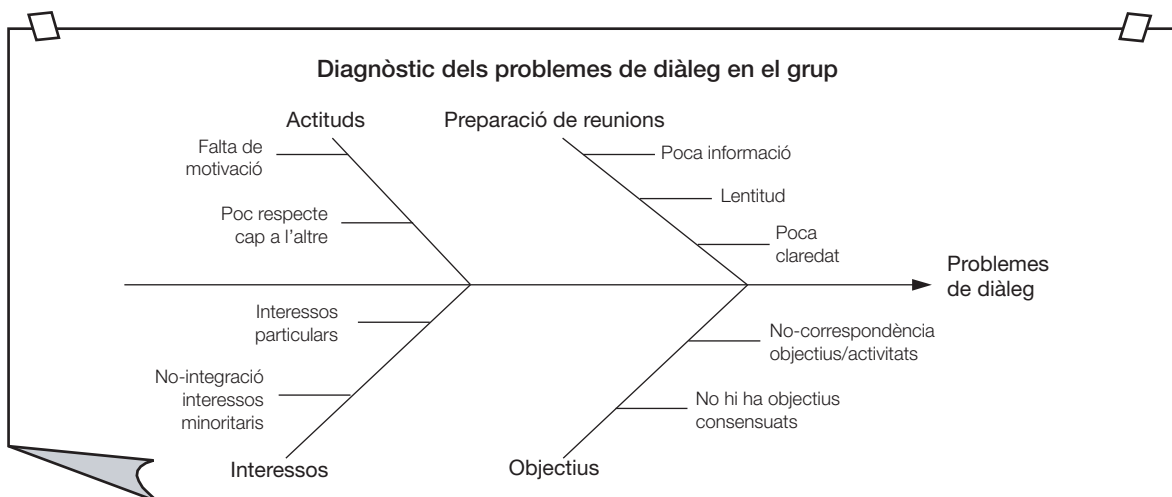 Diagnòstic dels problemes de diàleg en el grup
Actituds
Falta de
motivació
Poc respecte
cap a l'altre
Preparació de reunions
Poca informació
Lentitud
Poca
claredat
Problemes
de diàleg
Interessos
particulars
No-integració
interessos
minoritaris
Interessos
No-correspondència
objectius/activitats
No hi ha objectius
consensuats
Objectius